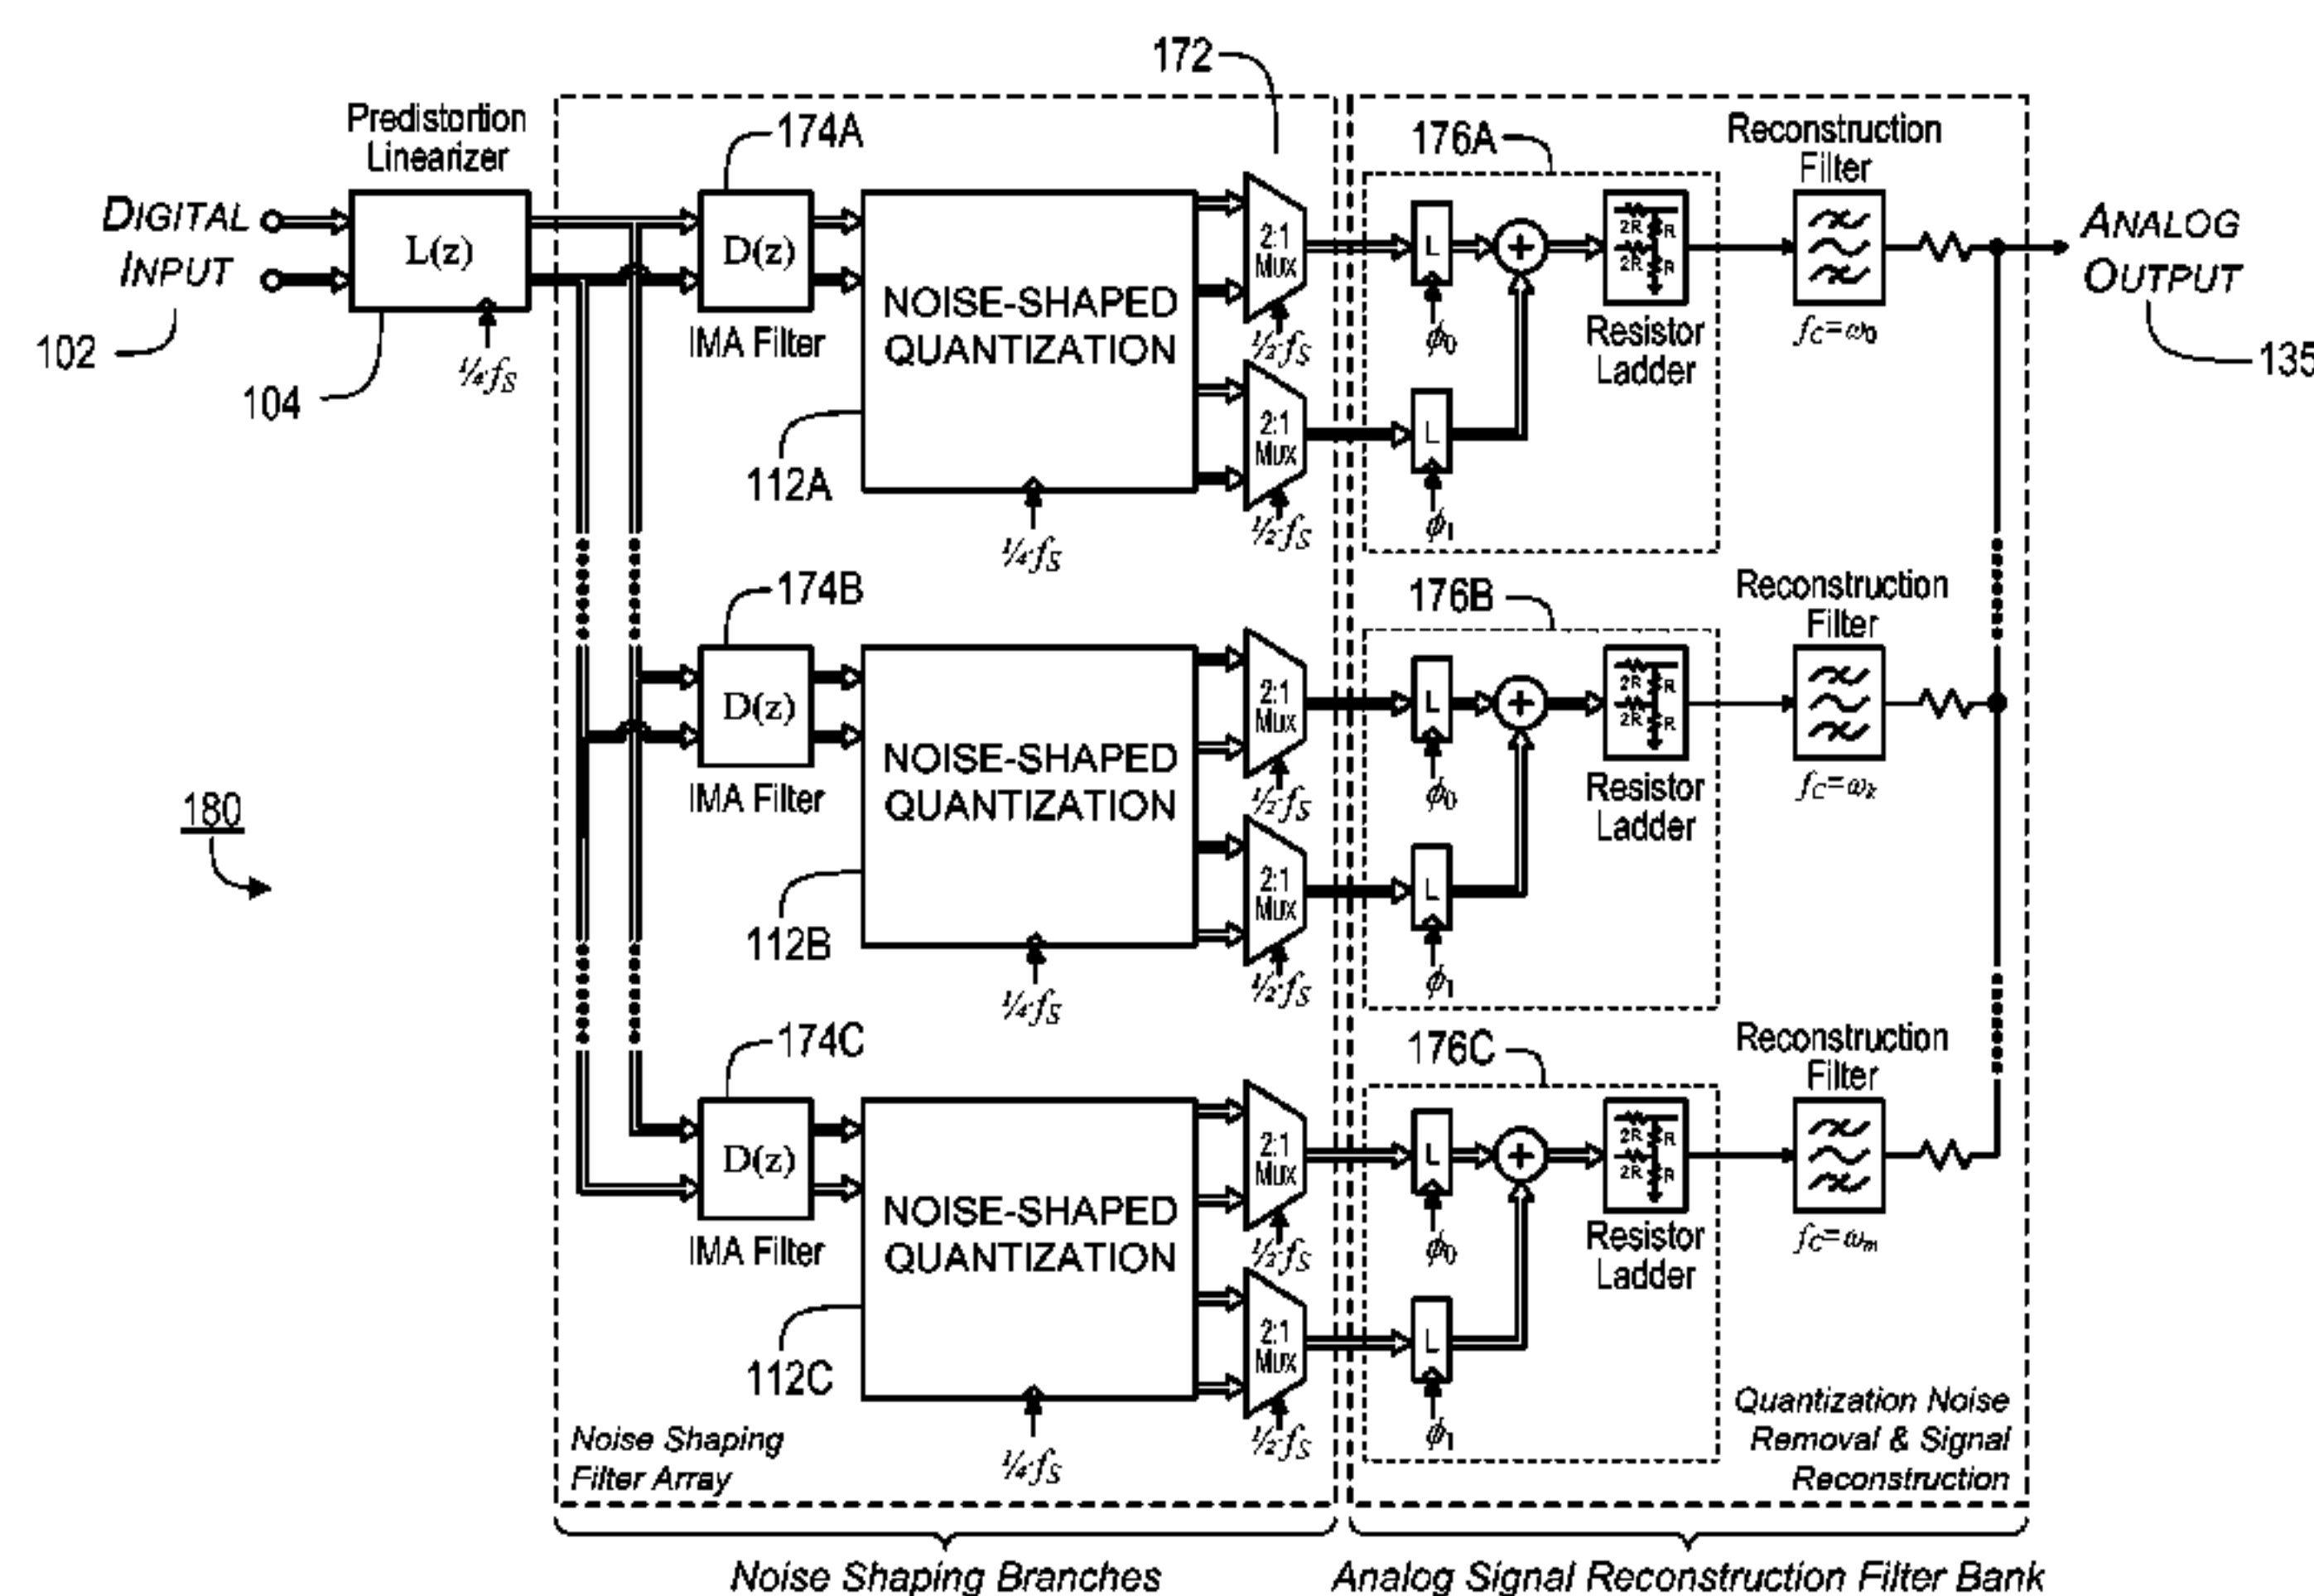 172
Predistortion
Linearizer
174A
176A
Reconstruction
Filter
DIGITAL
INPUT
L(z)
D(z)
IMA Filter
NOISE-SHAPED
QUANTIZATION
2:1
Mux
½·fS
2:1
Mux
½·fS
L
ϕ0
L
ϕ1
+
2R
R
2R
R
Resistor
Ladder
fC=ω0
ANALOG
OUTPUT
135
102
104
¼·fS
112A
¼·fS
174B
176B
Reconstruction
Filter
D(z)
IMA Filter
NOISE-SHAPED
QUANTIZATION
2:1
Mux
½·fS
2:1
Mux
½·fS
L
ϕ0
L
ϕ1
+
2R
R
2R
R
Resistor
Ladder
fC=ωk
180
112B
¼·fS
174C
176C
Reconstruction
Filter
D(z)
IMA Filter
NOISE-SHAPED
QUANTIZATION
2:1
Mux
½·fS
2:1
Mux
½·fS
L
ϕ0
L
ϕ1
+
2R
R
2R
R
Resistor
Ladder
fC=ωm
112C
¼·fS
Noise Shaping
Filter Array
Quantization Noise
Removal & Signal
Reconstruction
Noise Shaping Branches
Analog Signal Reconstruction Filter Bank